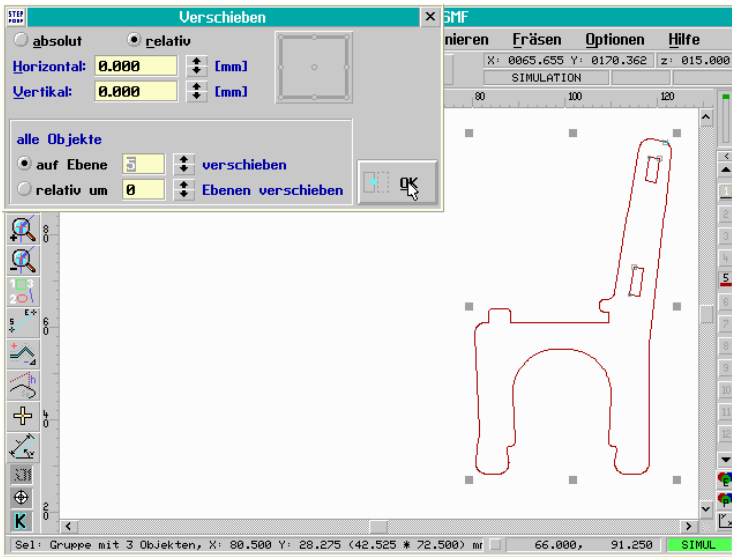 STEP
FOUR
Verschieben
SMF
absolut
relativ
nieren Fräsen Optionen Hilfe
Horizontal: 0.000 [mm]
X: 0065.655 Y: 0170.362 z: 015.000
SIMULATION
Vertikal: 0.000 [mm]
80 100 120
alle Objekte
auf Ebene 3 verschieben
relativ um 0 Ebenen verschieben
OK
1
2
3
4
5
6
7
8
9
10
11
12
80
60
40
20
K
Sel: Gruppe mit 3 Objekten, X: 80.500 Y: 28.275 (42.525 * 72.500) mm
66.000, 91.250
SIMUL